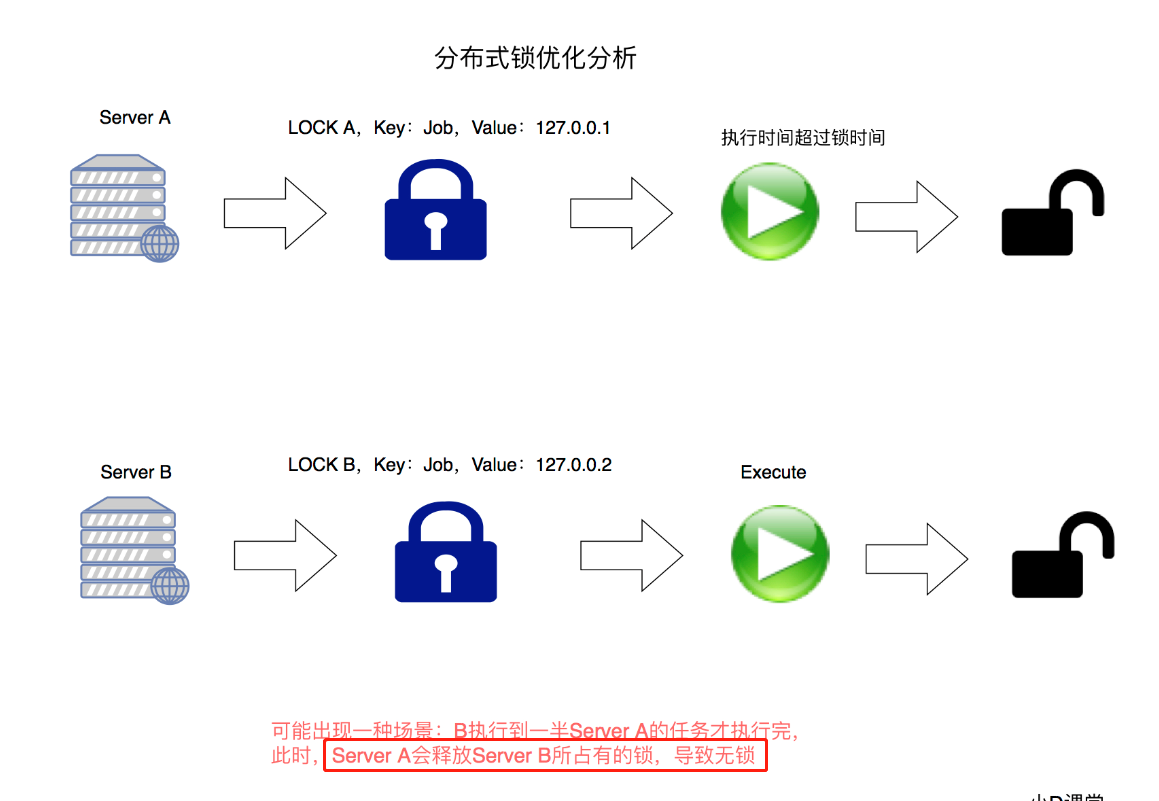 分布式锁优化分析
Server A
LOCK A，Key：Job，Value：127.0.0.1
执行时间超过锁时间
Server B
LOCK B，Key：Job，Value：127.0.0.2
Execute
可能出现一种场景：B执行到一半Server A的任务才执行完，
此时，Server A会释放Server B所占有的锁，导致无锁
小D课堂